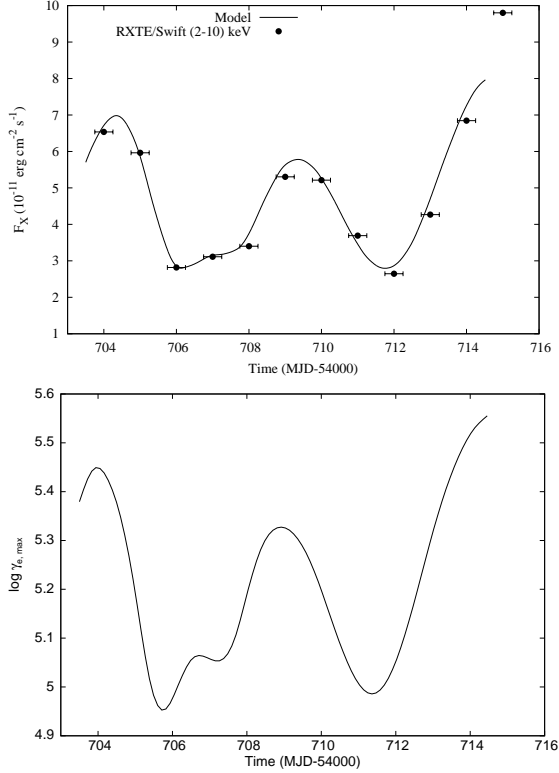 10
9
8
7
6
5
4
3
2
1
F_X (10^-11 erg cm^-2 s^-1)
Model
RXTE/Swift (2-10) keV
704 706 708 710 712 714 716
Time (MJD-54000)
5.6
5.5
5.4
5.3
5.2
5.1
5
4.9
log γ_e, max
704 706 708 710 712 714 716
Time (MJD-54000)